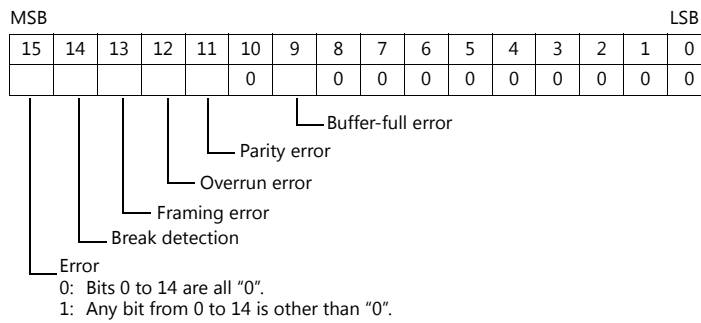 MSB LSB
15 14 13 12 11 10 9 8 7 6 5 4 3 2 1 0
0 0 0 0 0 0 0 0 0 0
Buffer-full error
Parity error
Overrun error
Framing error
Break detection
Error
0: Bits 0 to 14 are all “0”.
1: Any bit from 0 to 14 is other than “0”.